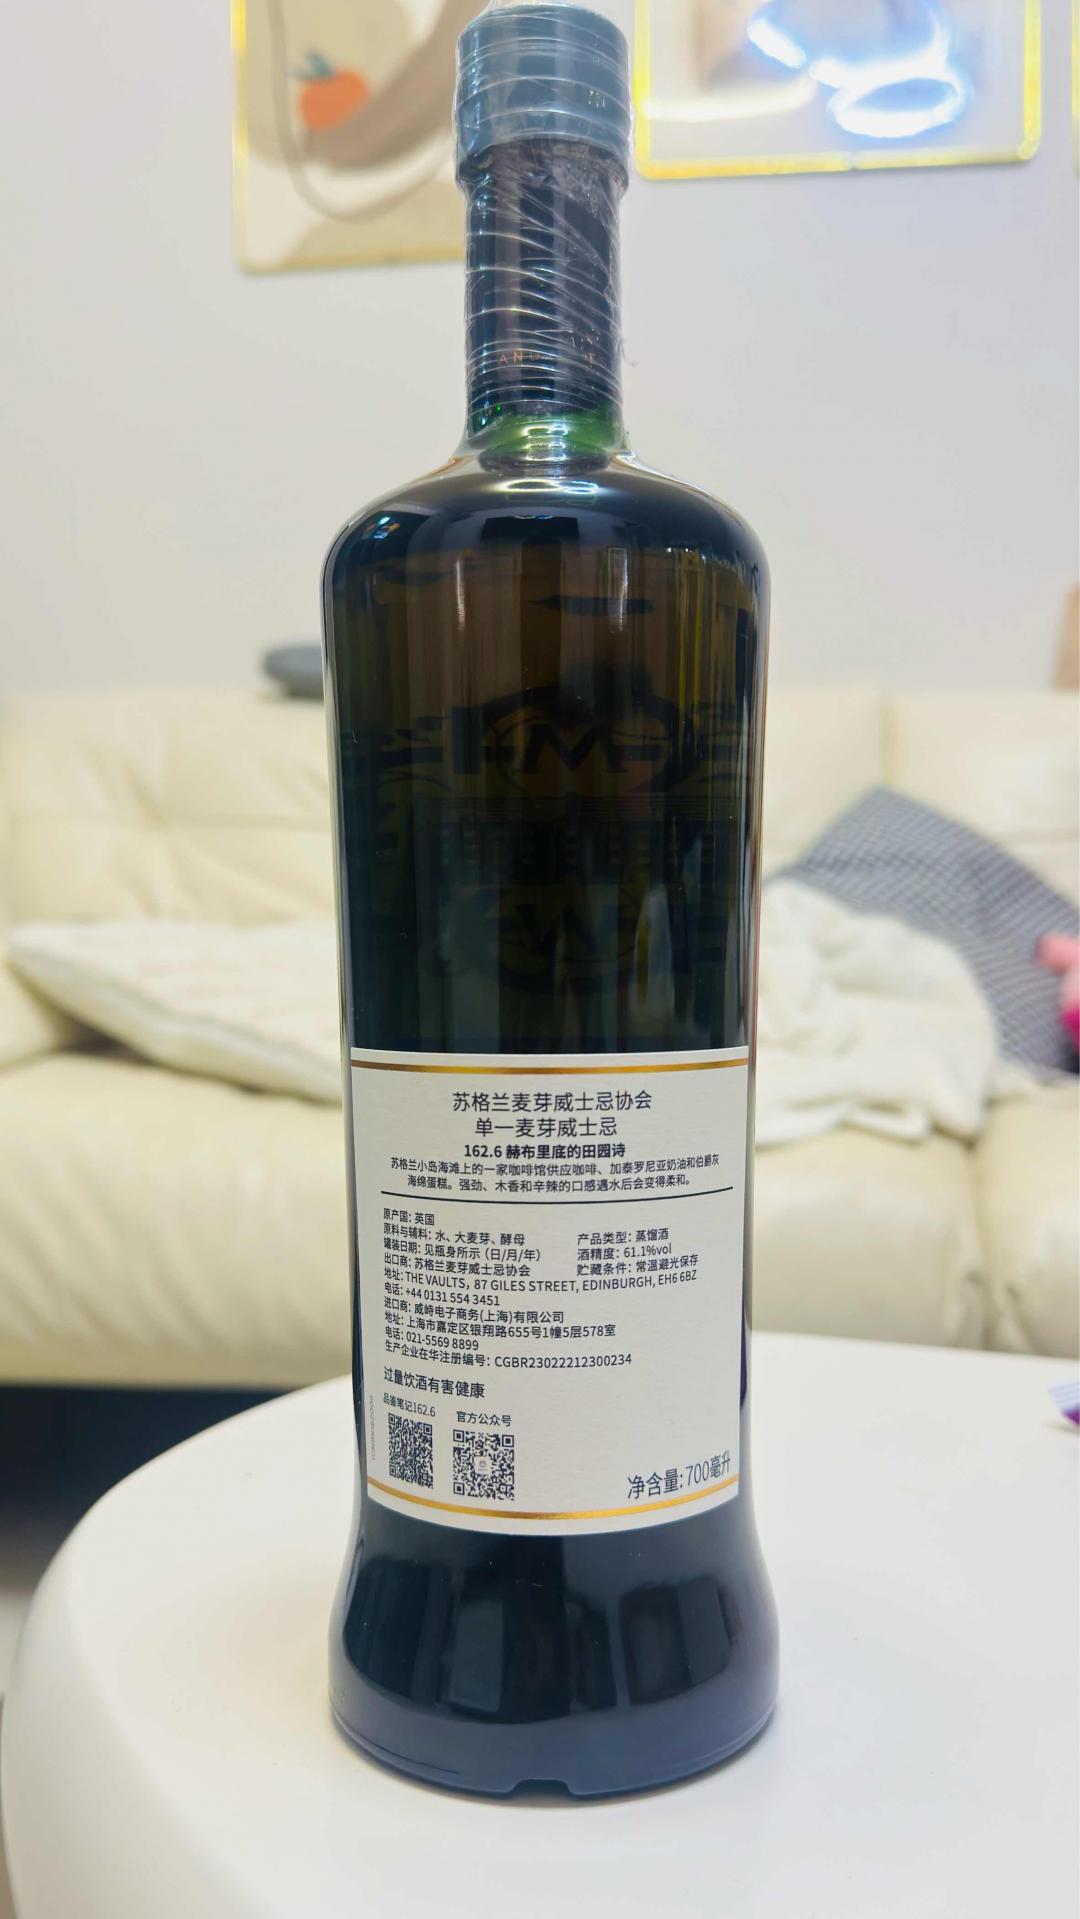 苏格兰麦芽威士忌协会
单一麦芽威士忌
162.6 赫布里底的田园诗
苏格兰小岛海滩上的一家咖啡馆供应咖啡、加泰罗尼亚奶油和伯爵灰
海绵蛋糕。强劲、木香和辛辣的口感遇水后会变得柔和。
原产国: 英国
原料与辅料: 水、大麦芽、酵母 产品类型: 蒸馏酒
罐装日期: 见瓶身所示 (日/月/年) 酒精度: 61.1%vol
出口商: 苏格兰麦芽威士忌协会 贮藏条件: 常温避光保存
地址: THE VAULTS, 87 GILES STREET, EDINBURGH, EH6 6BZ
电话: +44 0131 554 3451
进口商: 威峙电子商务(上海)有限公司
地址: 上海市嘉定区银翔路655号1幢5层578室
电话: 021-5569 8899
生产企业在华注册编号: CGBR23022212300234
过量饮酒有害健康
品鉴笔记162.6 官方公众号
净含量: 700毫升